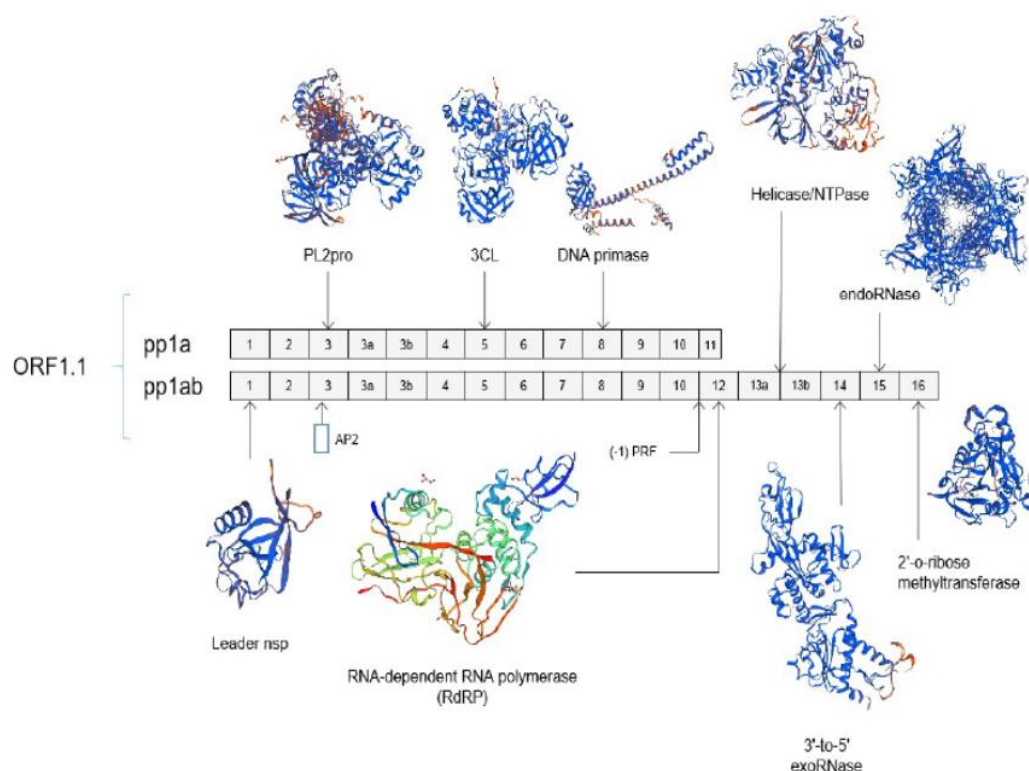 Helicase/NTPase
PL2pro 3CL DNA primase
endoRNase
ORF1.1
pp1a 1 2 3 3a 3b 4 5 6 7 8 9 10 11
pp1ab 1 2 3 3a 3b 4 5 6 7 8 9 10 12 13a 13b 14 15 16
AP2
(-1) PRF
2'-o-ribose
methyltransferase
Leader nsp
RNA-dependent RNA polymerase
(RdRP)
3'-to-5'
exoRNase